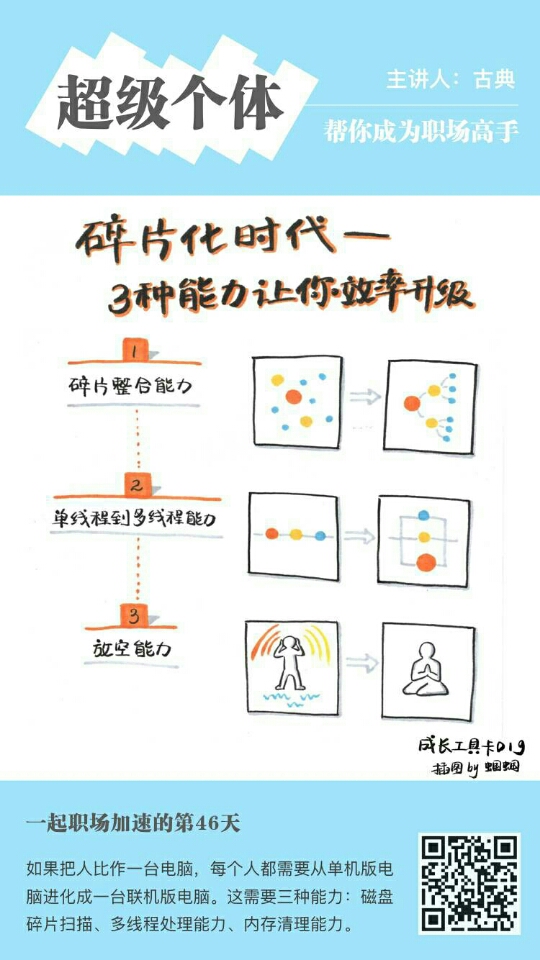 超级个体
主讲人：古典
帮你成为职场高手
碎片化时代—
3种能力让你·效率升级
1
碎片整合能力
2
单线程到多线程能力
3
放空能力
成长工具卡019
插图by 蝈蝈
一起职场加速的第46天
如果把人比作一台电脑，每个人都需要从单机版电
脑进化成一台联机版电脑。这需要三种能力：磁盘
碎片扫描、多线程处理能力、内存清理能力。